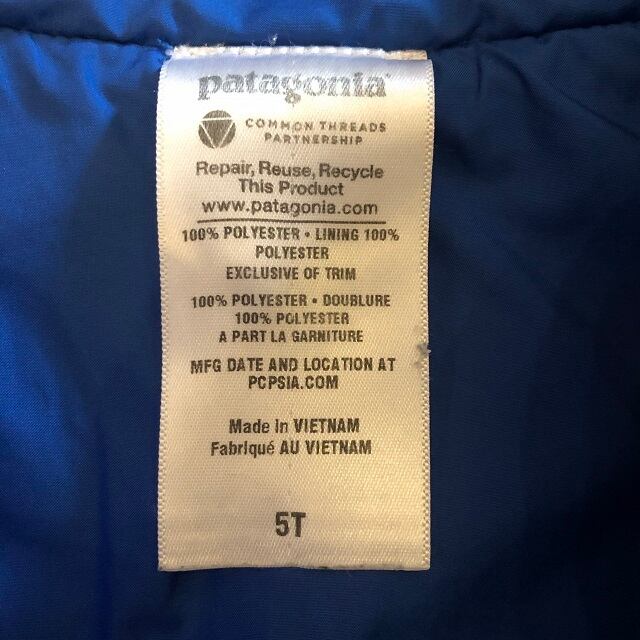 patagonia
COMMON THREADS
PARTNERSHIP
Repair, Reuse, Recycle
This Product
www.patagonia.com
100% POLYESTER • LINING 100%
POLYESTER
EXCLUSIVE OF TRIM
100% POLYESTER • DOUBLURE
100% POLYESTER
A PART LA GARNITURE
MFG DATE AND LOCATION AT
PCPSIA.COM
Made in VIETNAM
Fabriqué AU VIETNAM
5T